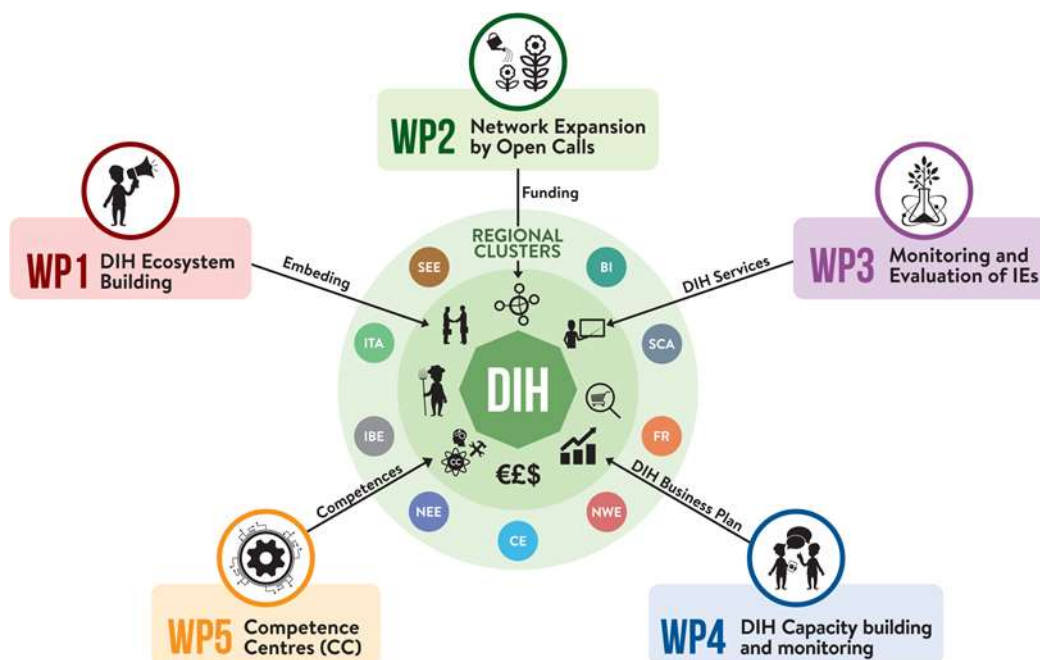 WP2 Network Expansion
by Open Calls
Funding
WP1 DIH Ecosystem
Building
Embeding
WP3 Monitoring and
Evaluation of IEs
DIH Services
REGIONAL
CLUSTERS
SEE
BI
ITA
SCA
DIH
IBE
FR
CC
€£$
NEE
NWE
CE
Competences
DIH Business Plan
WP5 Competence
Centres (CC)
WP4 DIH Capacity building
and monitoring